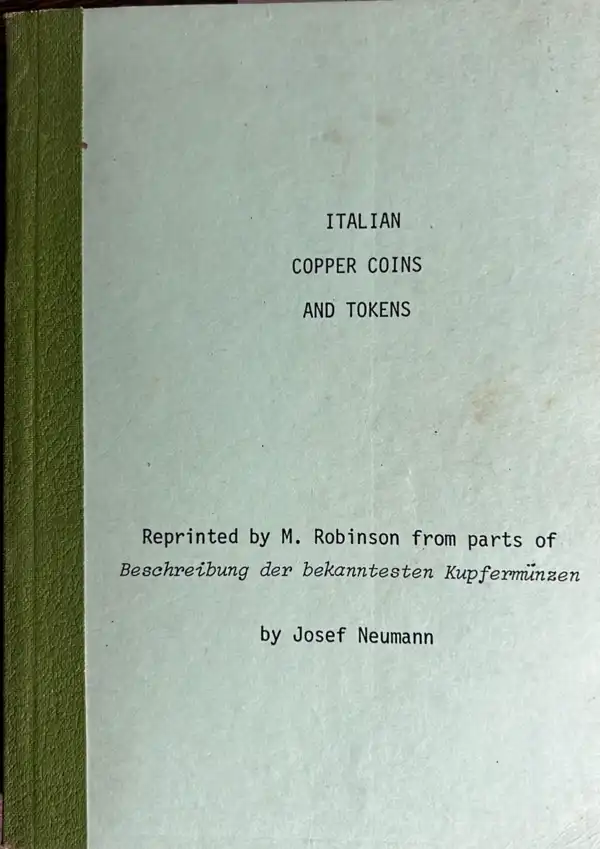 ITALIAN
COPPER COINS
AND TOKENS
Reprinted by M. Robinson from parts of
Beschreibung der bekanntesten Kupfermünzen
by Josef Neumann